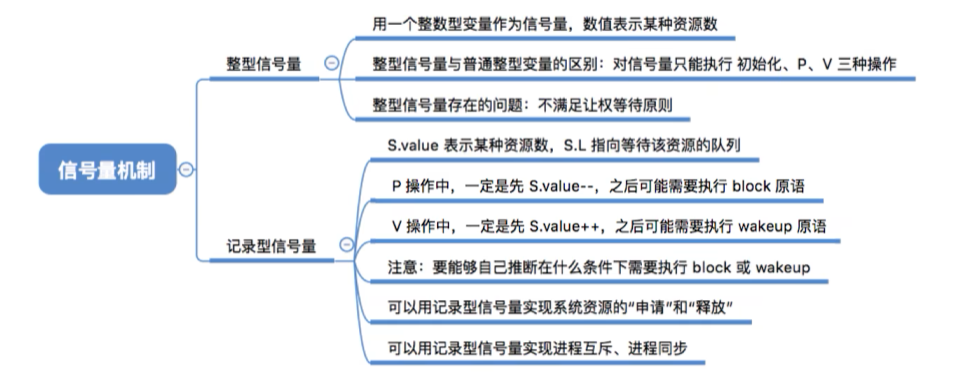 信号量机制
整型信号量
用一个整数型变量作为信号量，数值表示某种资源数
整型信号量与普通整型变量的区别：对信号量只能执行 初始化、P、V 三种操作
整型信号量存在的问题：不满足让权等待原则
记录型信号量
S.value 表示某种资源数，S.L 指向等待该资源的队列
P 操作中，一定是先 S.value--，之后可能需要执行 block 原语
V 操作中，一定是先 S.value++，之后可能需要执行 wakeup 原语
注意：要能够自己推断在什么条件下需要执行 block 或 wakeup
可以用记录型信号量实现系统资源的“申请”和“释放”
可以用记录型信号量实现进程互斥、进程同步